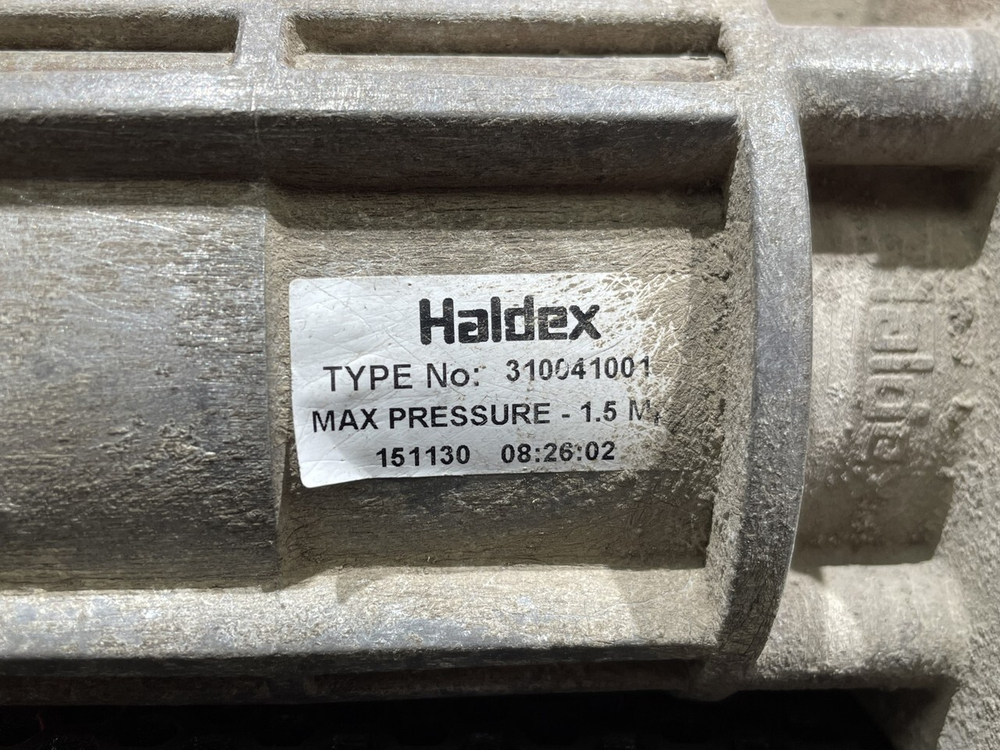 Haldex
TYPE No: 310041001
MAX PRESSURE - 1.5
151130 08:26:02